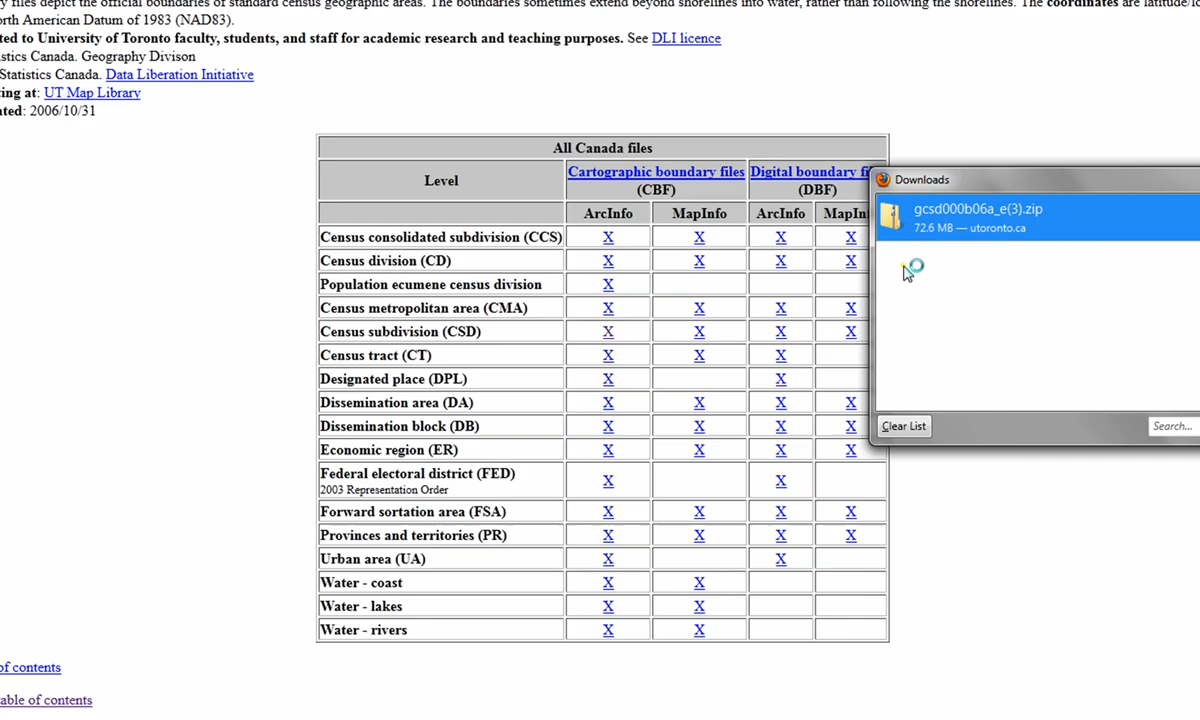 y files depict the official boundaries of standard census geographic areas. The boundaries sometimes extend beyond shorelines into water, rather than following the shorelines. The coordinates are latitude/lo
orth American Datum of 1983 (NAD83).
ted to University of Toronto faculty, students, and staff for academic research and teaching purposes. See DLI licence
istics Canada. Geography Divison
Statistics Canada. Data Liberation Initiative
ing at: UT Map Library
ated: 2006/10/31
All Canada files
Level Cartographic boundary files (CBF) Digital boundary fi (DBF)
ArcInfo MapInfo ArcInfo MapIn
Census consolidated subdivision (CCS) X X X X
Census division (CD) X X X X
Population ecumene census division X
Census metropolitan area (CMA) X X X X
Census subdivision (CSD) X X X X
Census tract (CT) X X X
Designated place (DPL) X X
Dissemination area (DA) X X X X
Dissemination block (DB) X X X X
Economic region (ER) X X X X
Federal electoral district (FED) X X
2003 Representation Order
Forward sortation area (FSA) X X X X
Provinces and territories (PR) X X X X
Urban area (UA) X X
Water - coast X X
Water - lakes X X
Water - rivers X X
of contents
table of contents
Downloads
gcsd000b06a_e(3).zip
72.6 MB — utoronto.ca
Clear List
Search...